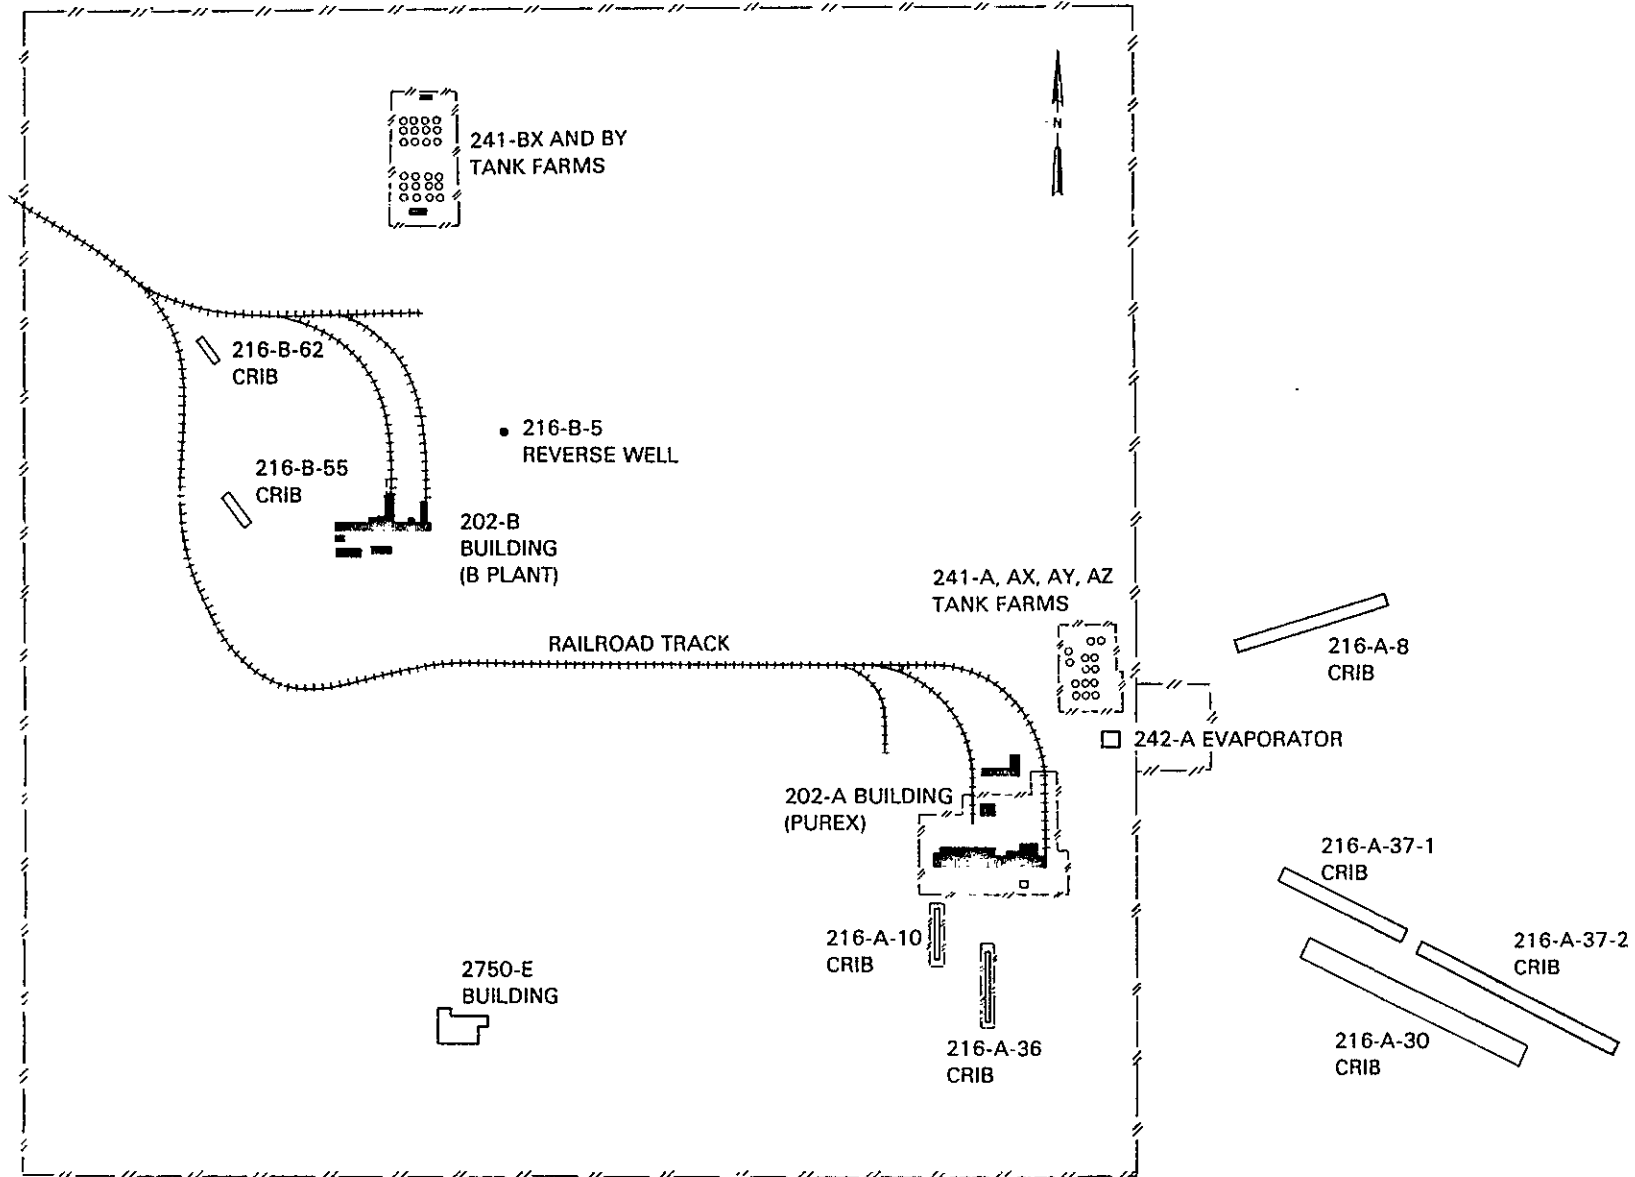 N
241-BX AND BY
TANK FARMS
216-B-62
CRIB
216-B-5
REVERSE WELL
216-B-55
CRIB
202-B
BUILDING
(B PLANT)
241-A, AX, AY, AZ
TANK FARMS
RAILROAD TRACK
216-A-8
CRIB
242-A EVAPORATOR
202-A BUILDING
(PUREX)
216-A-37-1
CRIB
216-A-10
CRIB
216-A-37-2
CRIB
2750-E
BUILDING
216-A-36
CRIB
216-A-30
CRIB